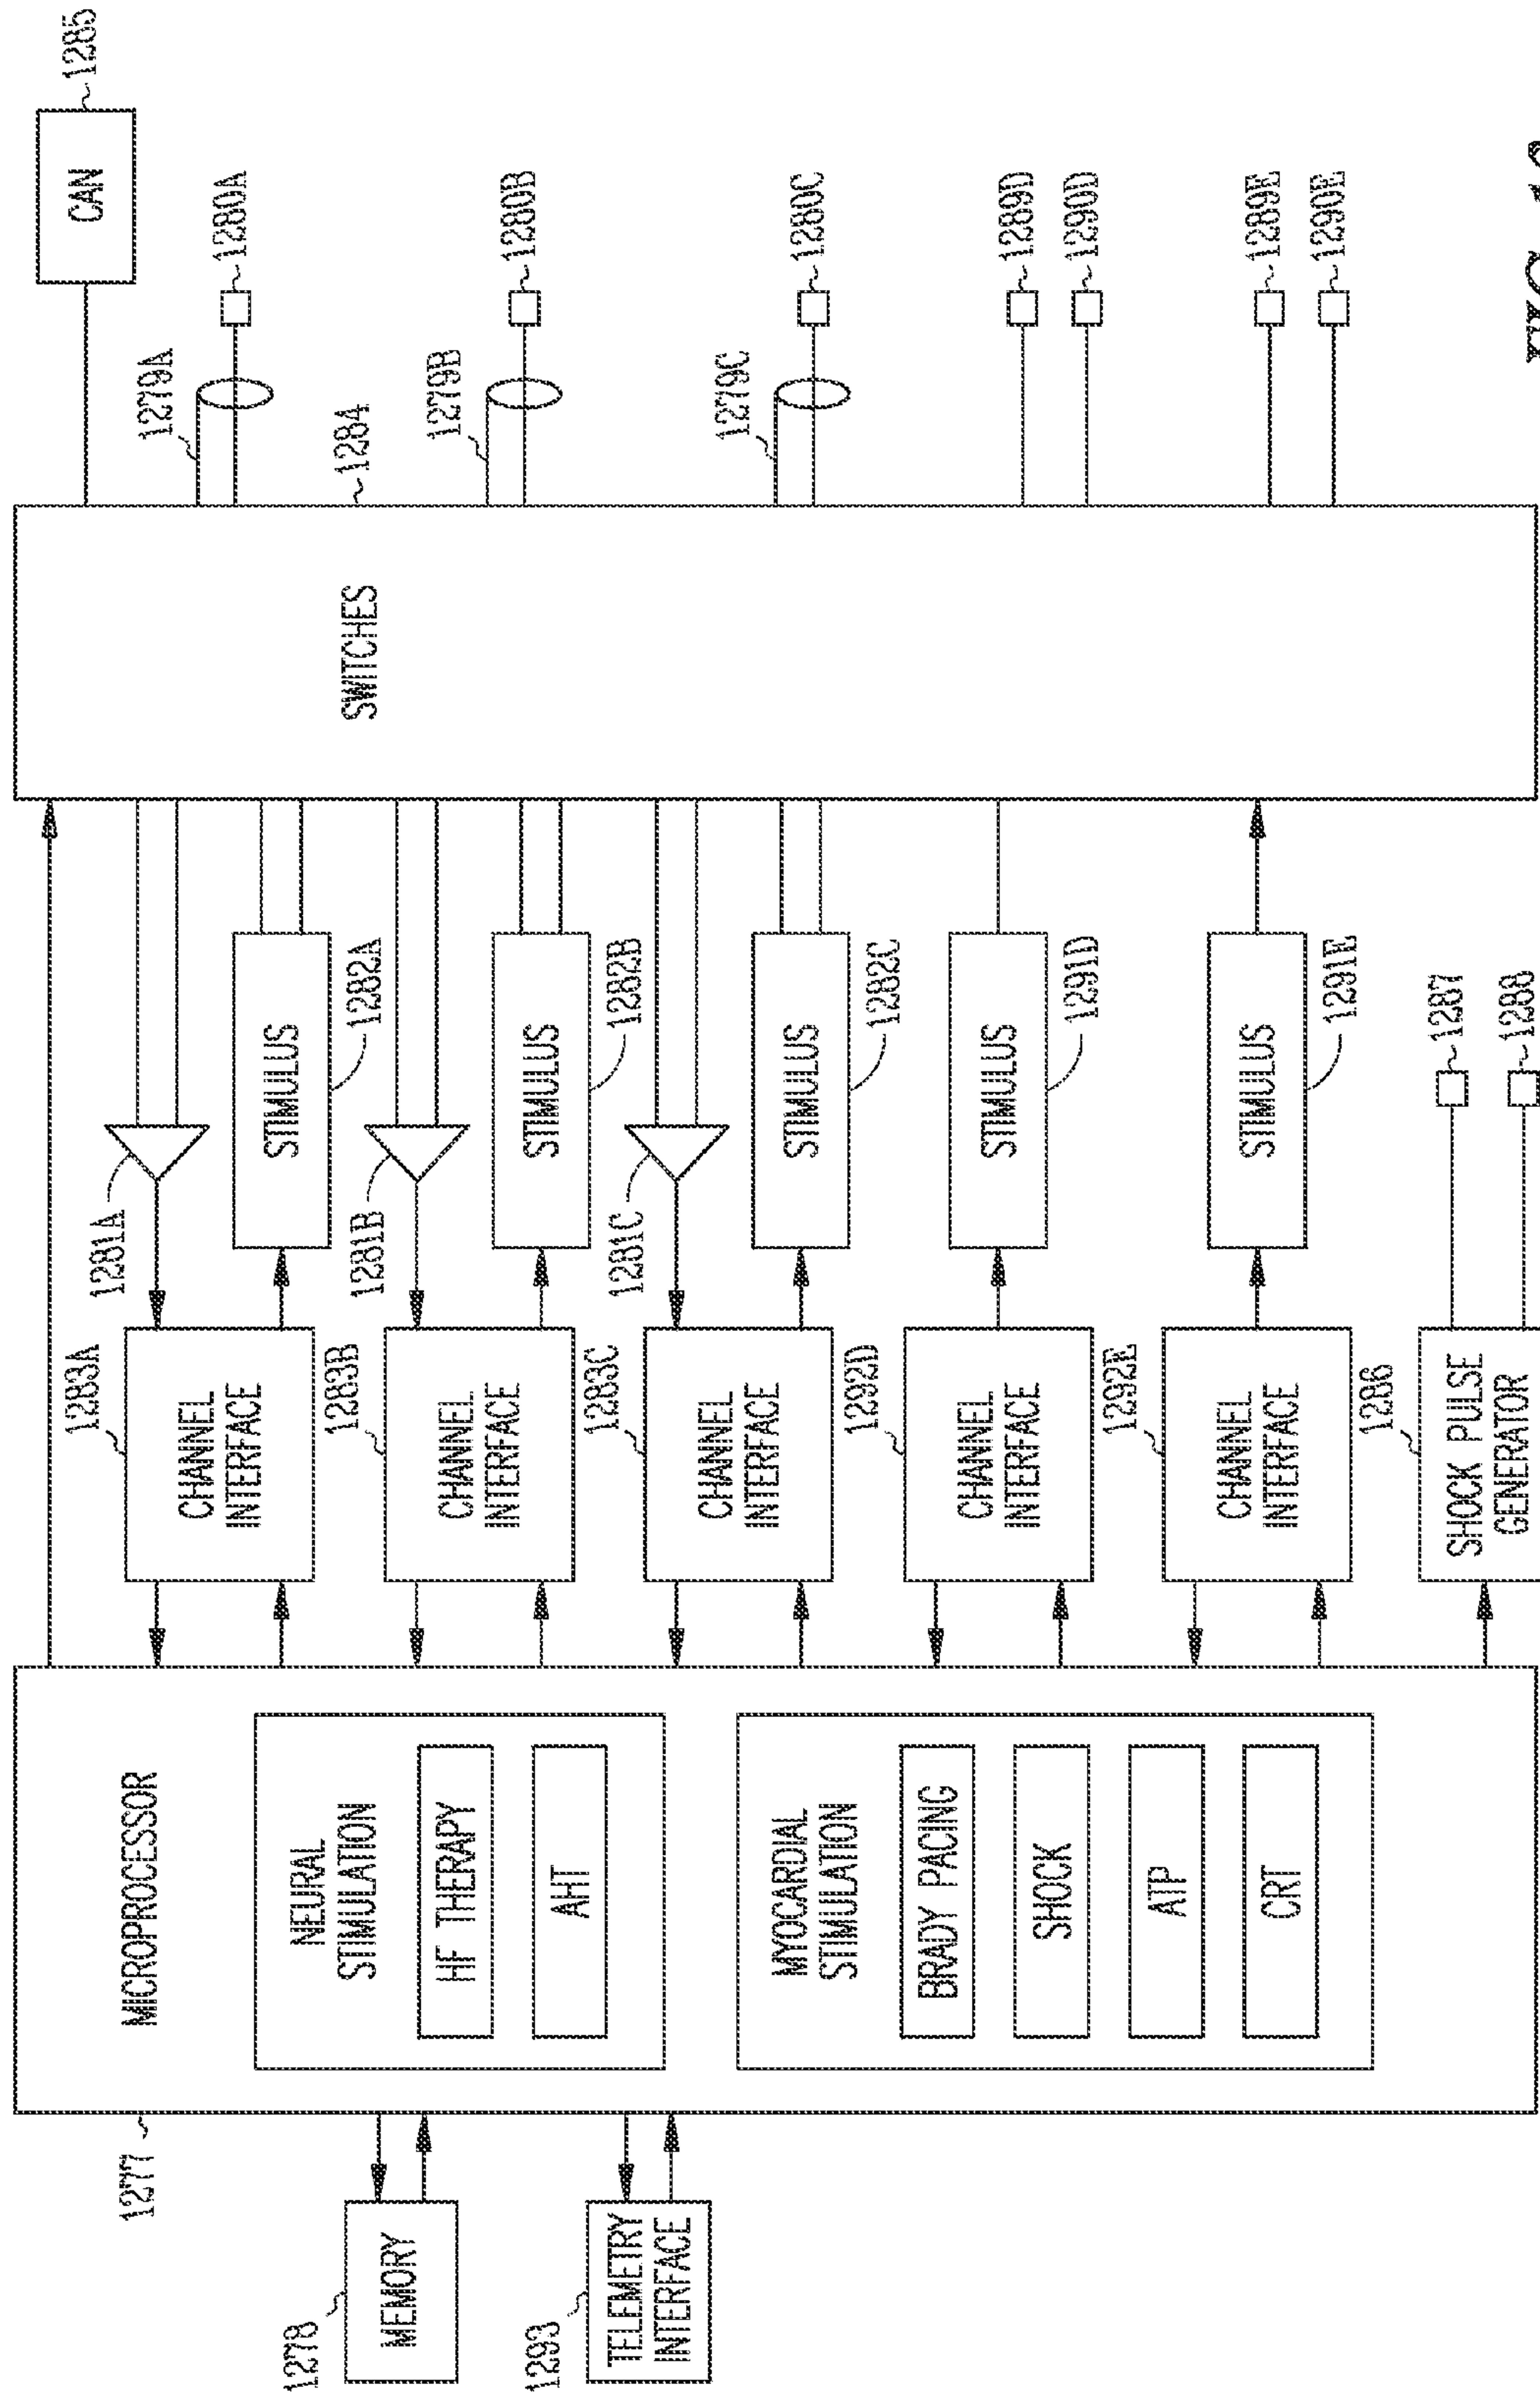 1285
CAN
1279A
1280A
1284
1279B
1280B
1279C
1280C
1289D
1290D
1289E
1290E
SWITCHES
1281A
STIMULUS
1282A
1281B
STIMULUS
1282B
1281C
STIMULUS
1282C
STIMULUS
1291D
STIMULUS
1291E
1287
1288
1283A
CHANNEL
INTERFACE
1283B
CHANNEL
INTERFACE
1283C
CHANNEL
INTERFACE
1292D
CHANNEL
INTERFACE
1292E
CHANNEL
INTERFACE
1286
SHOCK PULSE
GENERATOR
MICROPROCESSOR
NEURAL
STIMULATION
HF THERAPY
AHT
MYOCARDIAL
STIMULATION
BRADY PACING
SHOCK
ATP
CRT
1277
1278
MEMORY
1293
TELEMETRY
INTERFACE